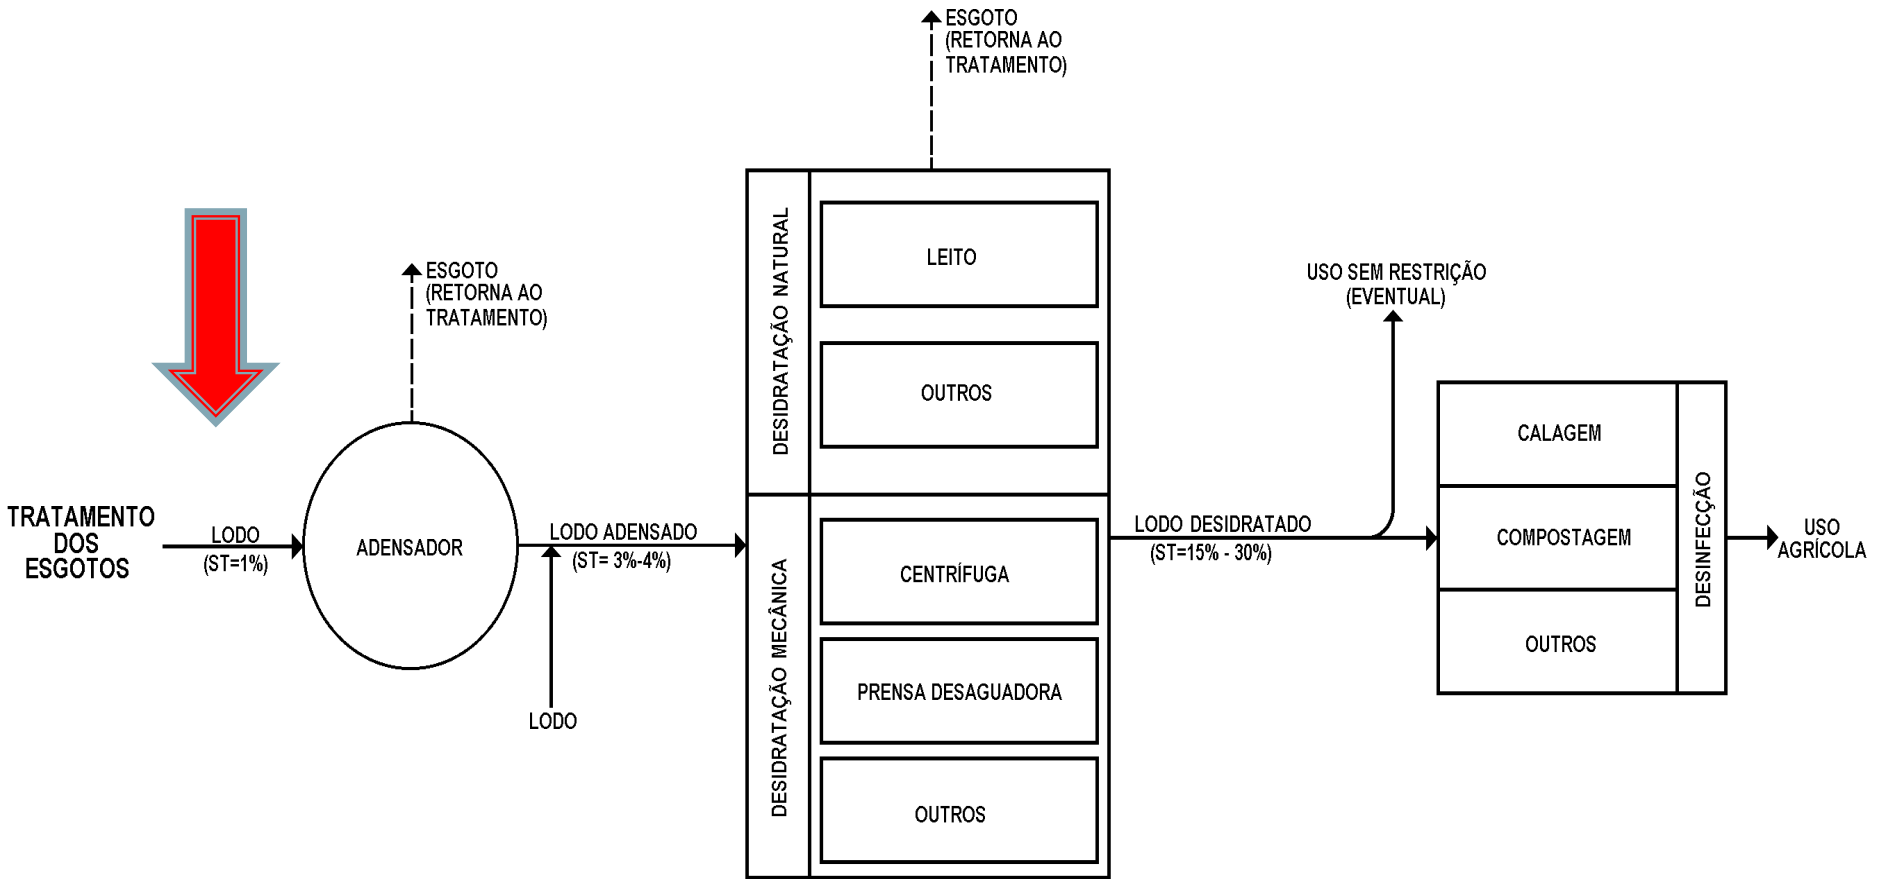 TRATAMENTO
DOS
ESGOTOS
LODO
(ST=1%)
ADENSADOR
ESGOTO
(RETORNA AO
TRATAMENTO)
LODO ADENSADO
(ST= 3%-4%)
LODO
ESGOTO
(RETORNA AO
TRATAMENTO)
DESIDRATAÇÃO NATURAL
LEITO
OUTROS
DESIDRATAÇÃO MECÂNICA
CENTRÍFUGA
PRENSA DESAGUADORA
OUTROS
LODO DESIDRATADO
(ST=15% - 30%)
USO SEM RESTRIÇÃO
(EVENTUAL)
CALAGEM
COMPOSTAGEM
OUTROS
DESINFECÇÃO
USO
AGRÍCOLA